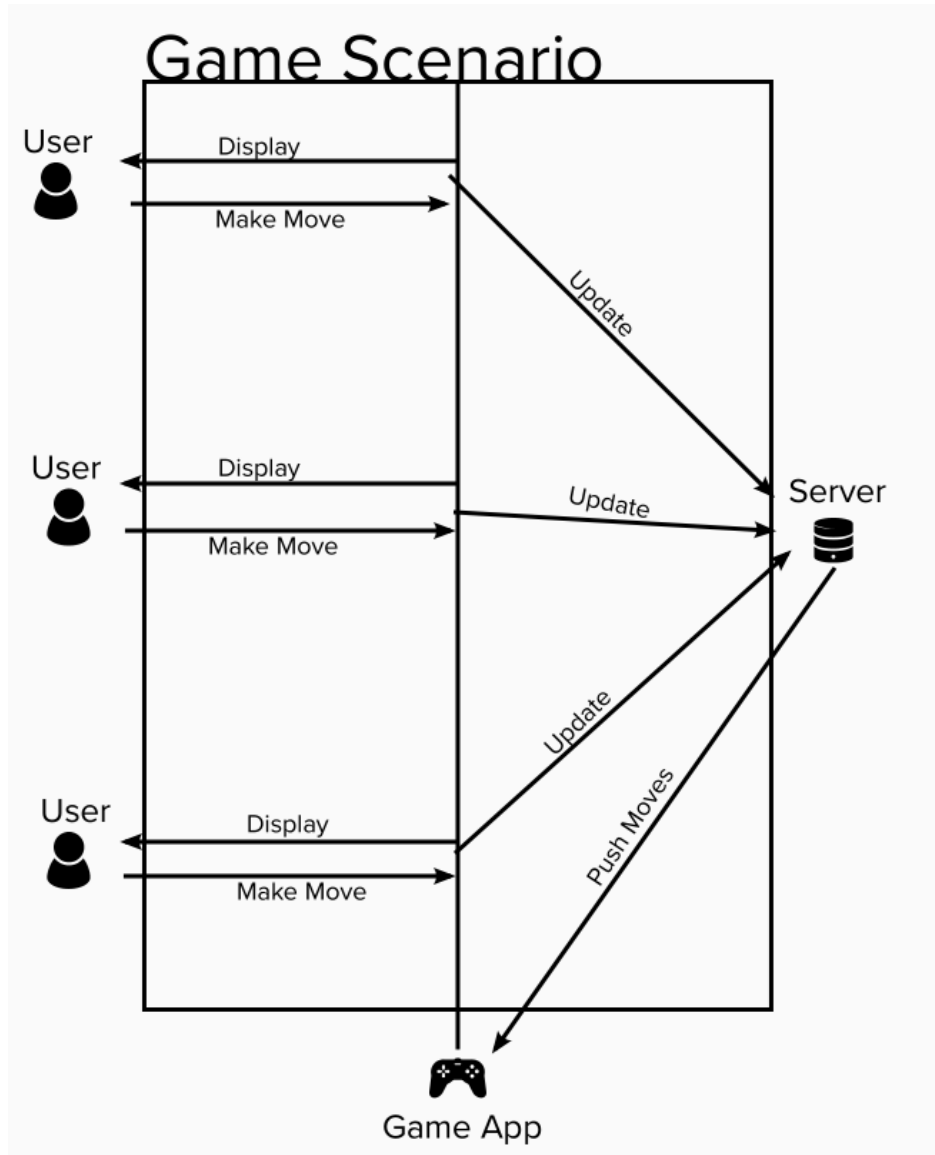 Game Scenario
User
Display
Make Move
Update
User
Display
Make Move
Update
Server
Update
Push Moves
User
Display
Make Move
Game App